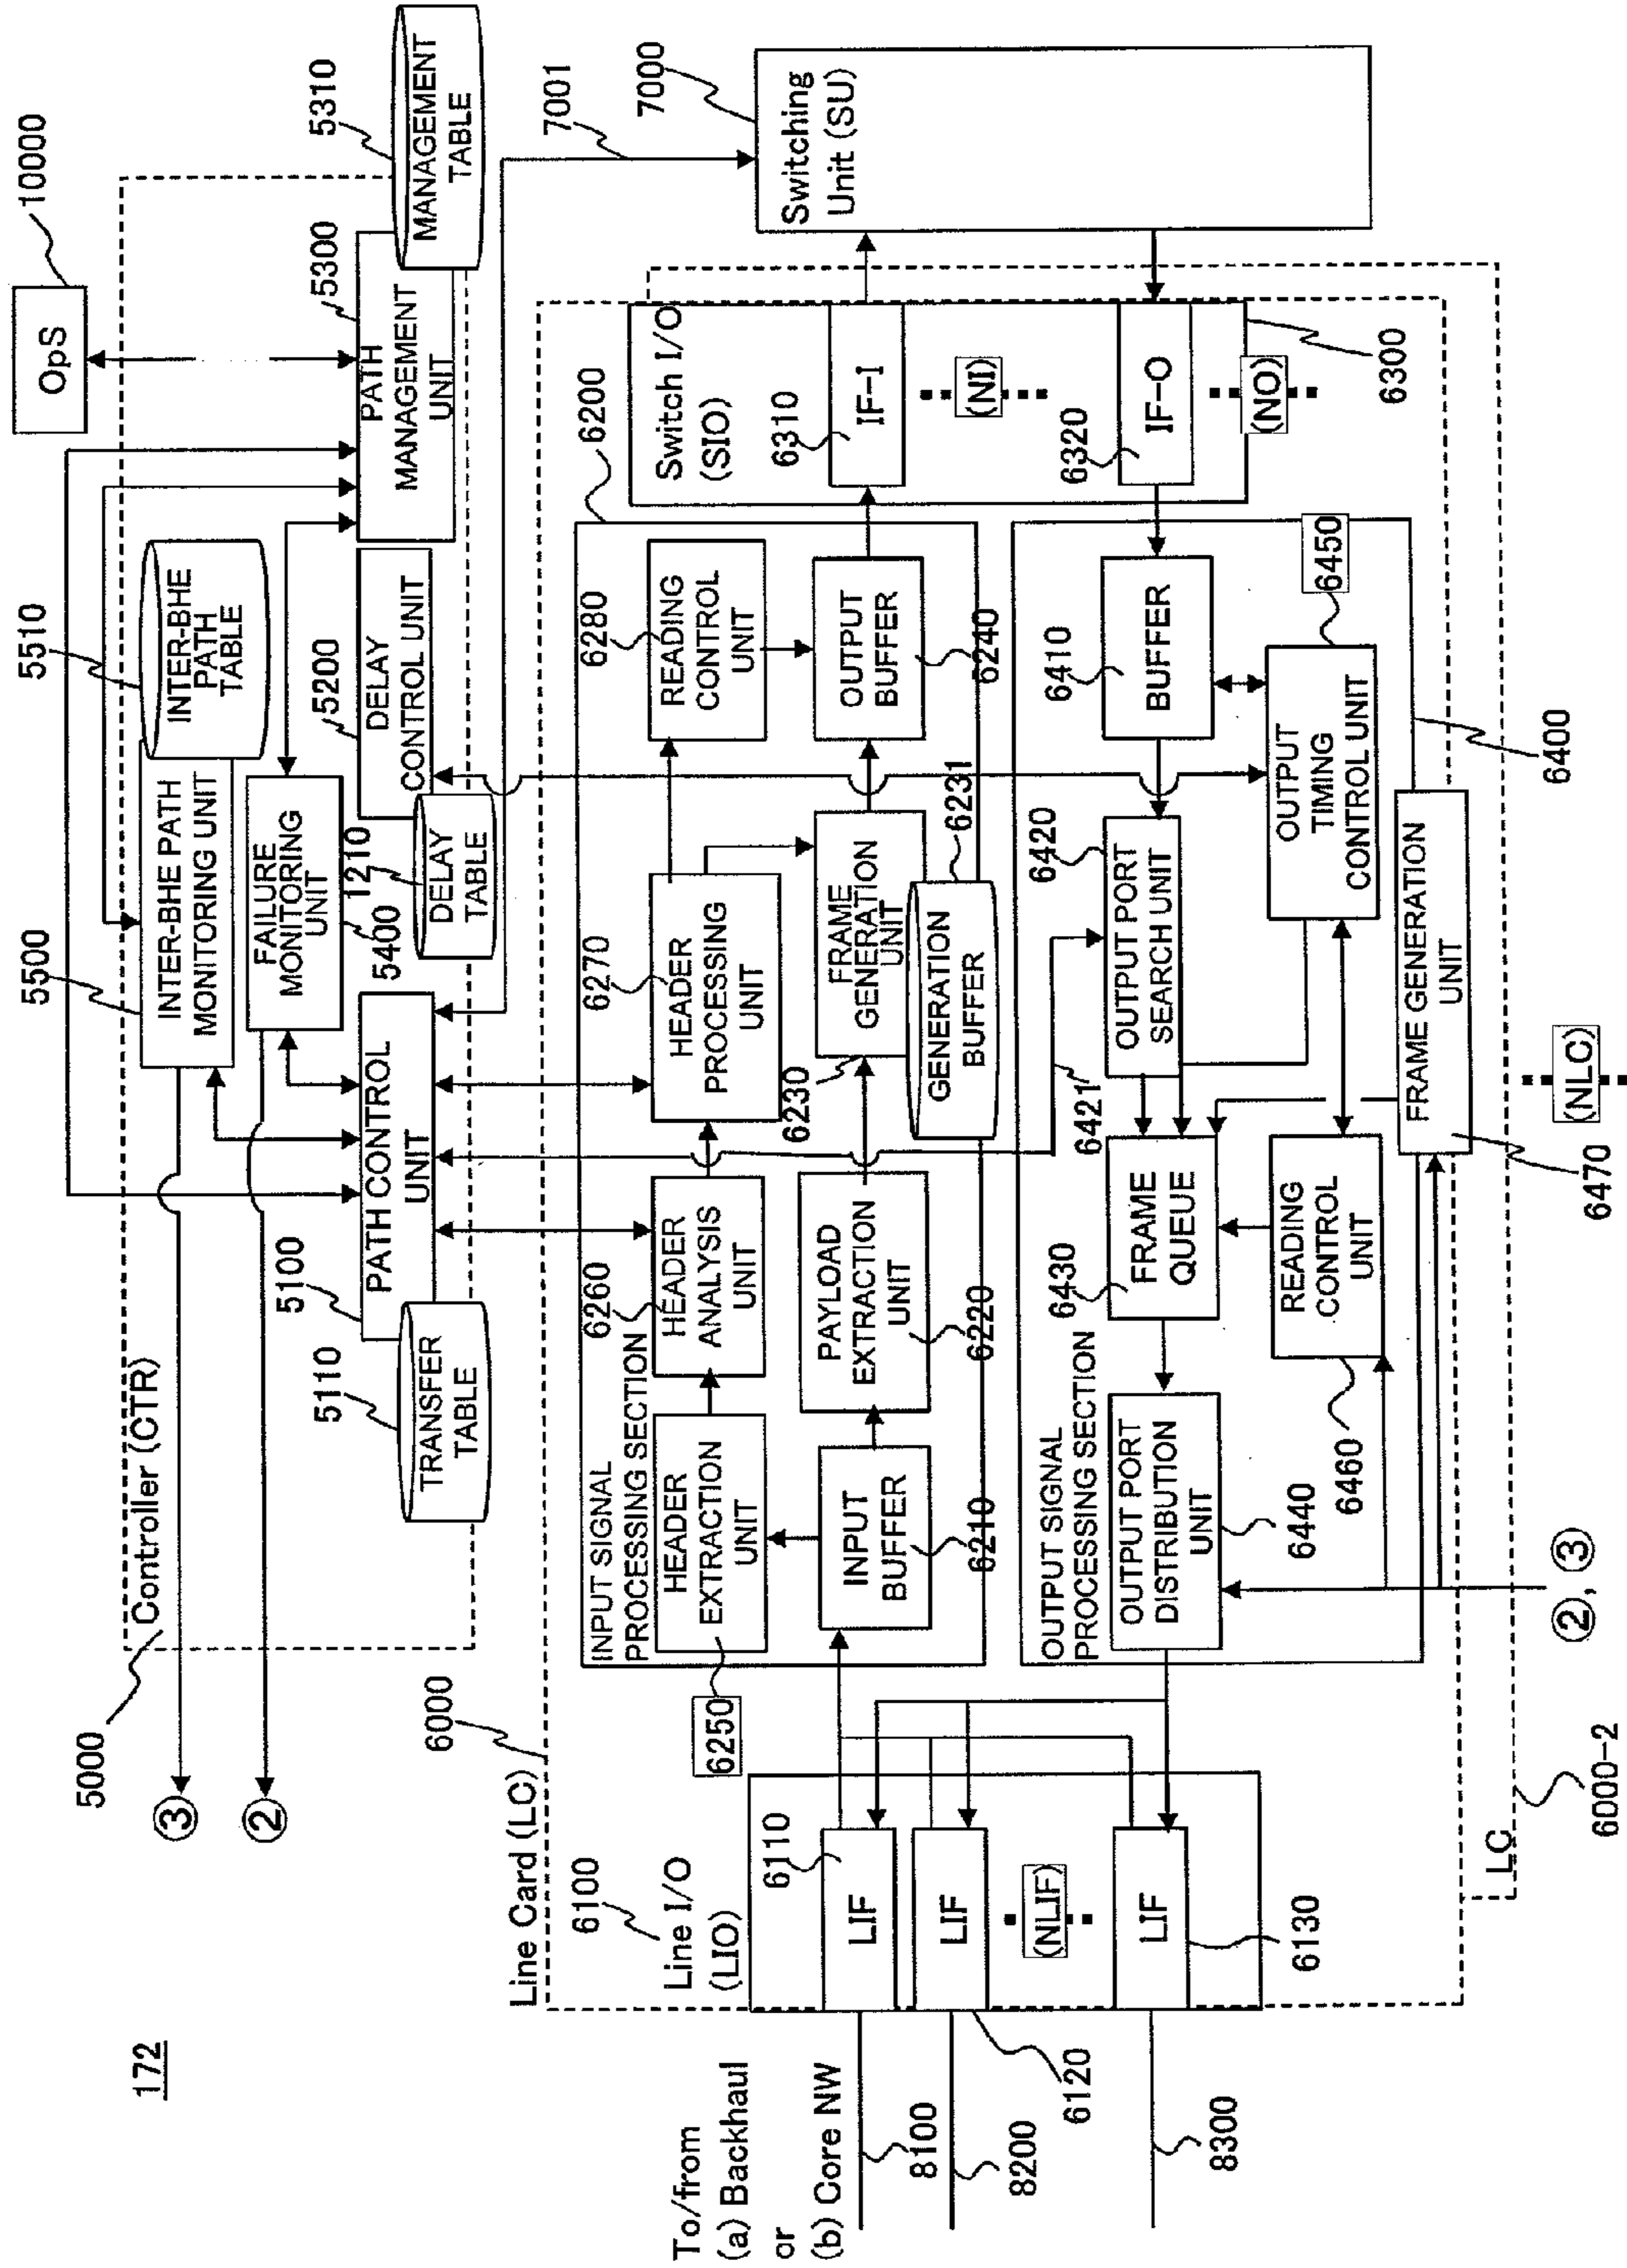 172
10000
OpS
5000
Controller (CTR)
5500
INTER-BHE PATH
MONITORING UNIT
5510
INTER-BHE
PATH
TABLE
5300
PATH
MANAGEMENT
UNIT
5310
MANAGEMENT
TABLE
FAILURE
MONITORING
UNIT
5400
5200
DELAY
CONTROL UNIT
1210
DELAY
TABLE
5100
PATH CONTROL
UNIT
5110
TRANSFER
TABLE
③
②
7001
7000
Switching
Unit (SU)
6000
Line Card (LC)
6100
Line I/O
(LIO)
6110
LIF
LIF
(NLIF)
LIF
6130
6120
To/from
(a) Backhaul
or
(b) Core NW
8100
8200
8300
6200
INPUT SIGNAL
PROCESSING SECTION
HEADER
EXTRACTION
UNIT
6250
6260
HEADER
ANALYSIS
UNIT
6270
HEADER
PROCESSING
UNIT
6280
READING
CONTROL
UNIT
INPUT
BUFFER
6210
PAYLOAD
EXTRACTION
UNIT
6220
6230
FRAME
GENERATION
UNIT
6231
GENERATION
BUFFER
OUTPUT
BUFFER
6240
Switch I/O
(SIO)
6310
IF-I
(NI)
6320
IF-O
(NO)
6300
OUTPUT SIGNAL
PROCESSING SECTION
OUTPUT PORT
DISTRIBUTION
UNIT
6440
6430
FRAME
QUEUE
6421
6420
OUTPUT PORT
SEARCH UNIT
6410
BUFFER
6450
OUTPUT
TIMING
CONTROL UNIT
READING
CONTROL
UNIT
6460
FRAME GENERATION
UNIT
6470
6400
②, ③
(NLC)
LC
6000-2